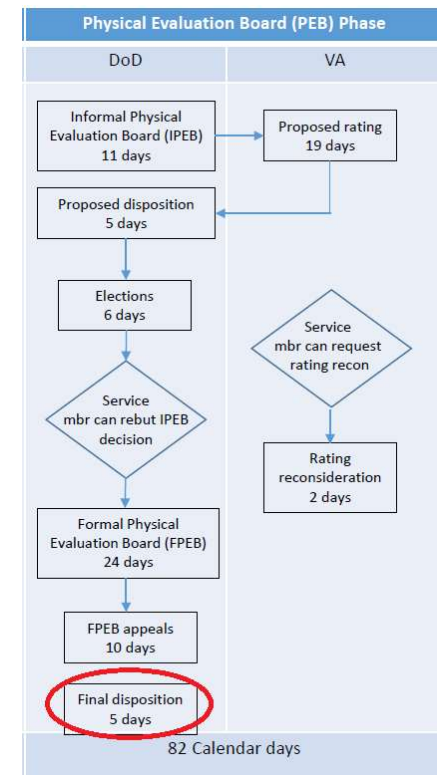 Physical Evaluation Board (PEB) Phase
DoD
VA
Informal Physical
Evaluation Board (IPEB)
11 days
Proposed rating
19 days
Proposed disposition
5 days
Elections
6 days
Service
mbr can rebut IPEB
decision
Service
mbr can request
rating recon
Rating
reconsideration
2 days
Formal Physical
Evaluation Board (FPEB)
24 days
FPEB appeals
10 days
Final disposition
5 days
82 Calendar days